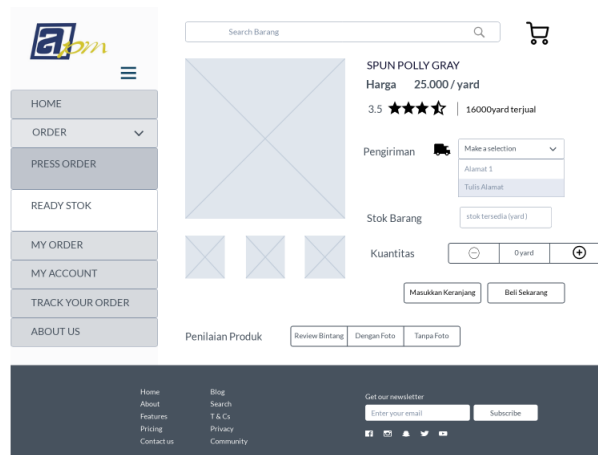 apm
Search Barang
HOME
ORDER
PRESS ORDER
READY STOK
MY ORDER
MY ACCOUNT
TRACK YOUR ORDER
ABOUT US
SPUN POLLY GRAY
Harga 25.000 / yard
3.5 16000yard terjual
Pengiriman Make a selection
Alamat 1
Tulis Alamat
Stok Barang stok tersedia (yard)
Kuantitas 0 yard
Masukkan Keranjang Beli Sekarang
Penilaian Produk Review Bintang Dengan Foto Tanpa Foto
Home
About
Features
Pricing
Contact us
Blog
Search
T & Cs
Privacy
Community
Get our newsletter
Enter your email Subscribe